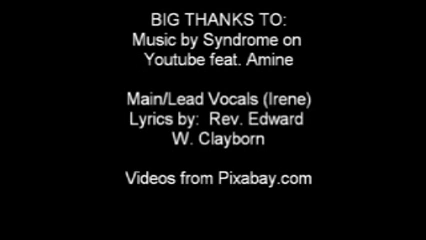 BIG THANKS TO:
Music by Syndrome on
Youtube feat. Amine
Main/Lead Vocals (Irene)
Lyrics by:  Rev. Edward
W. Clayborn
Videos from Pixabay.com